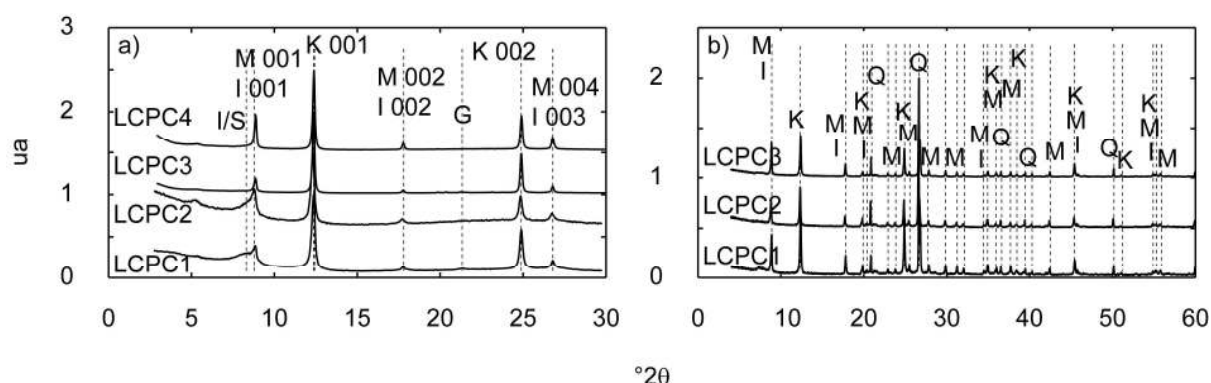 3
2
1
0
ua
a)
M 001
I 001
K 001
K 002
M 002
I 002
M 004
I 003
I/S
G
LCPC4
LCPC3
LCPC2
LCPC1
0 5 10 15 20 25 30
b)
2
1
0
M
I
K
M
I
K
M
I
Q
K
M
Q
M
M
M
M
I
K
M
Q
K
M
Q
M
K
M
I
Q
K
K
M
I
M
LCPC3
LCPC2
LCPC1
0 10 20 30 40 50 60
°2θ